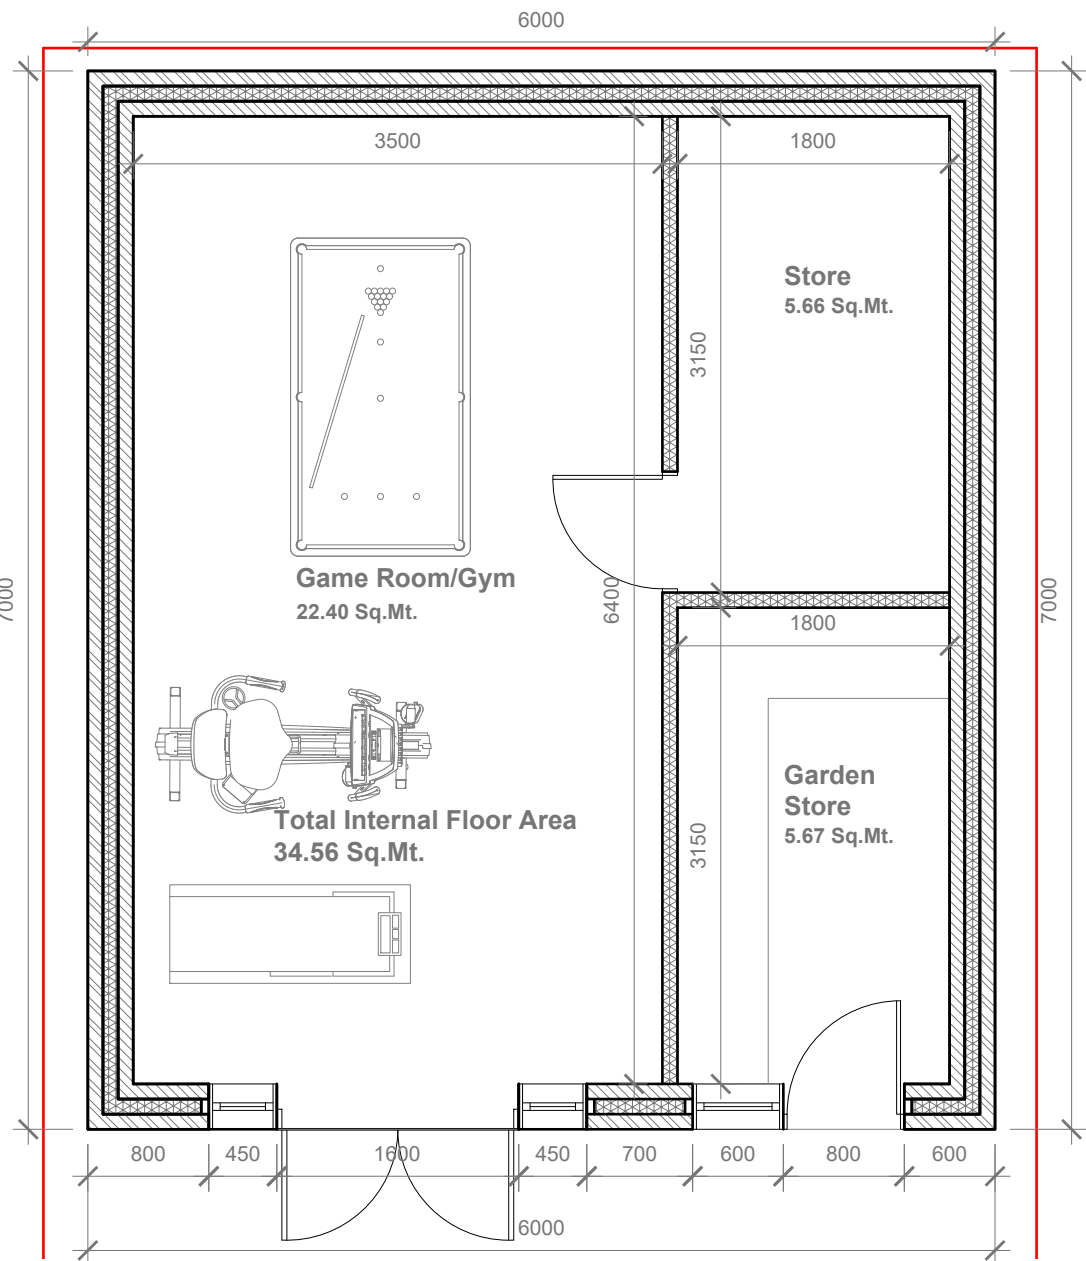 6000
3500
1800
Store
5.66 Sq.Mt.
3150
Game Room/Gym
22.40 Sq.Mt.
6400
7000
7000
1800
Garden
Store
5.67 Sq.Mt.
3150
Total Internal Floor Area
34.56 Sq.Mt.
800
450
1600
450
700
600
800
600
6000